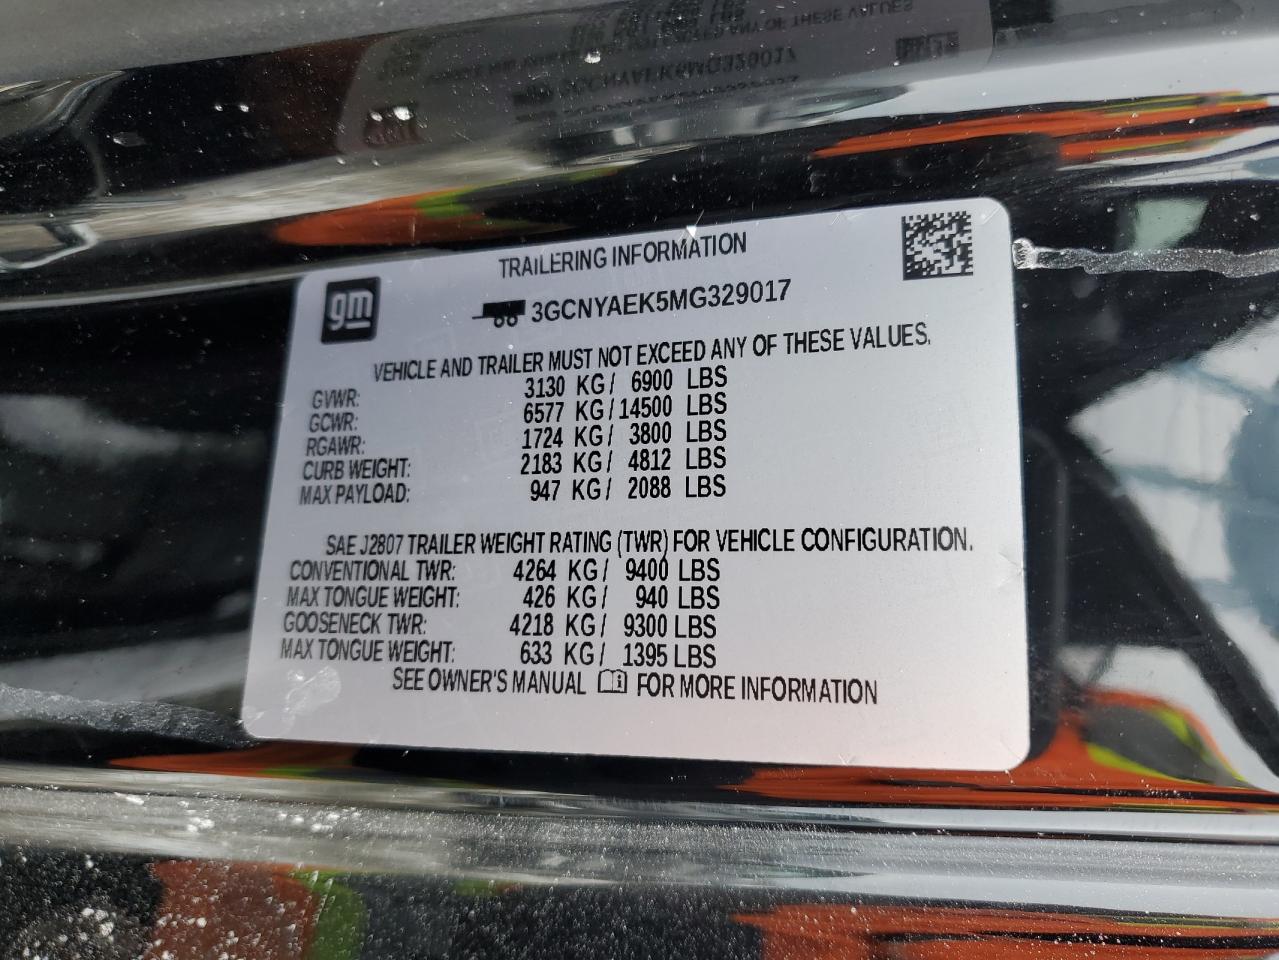 TRAILERING INFORMATION
gm
3GCNYAEK5MG329017
VEHICLE AND TRAILER MUST NOT EXCEED ANY OF THESE VALUES.
GVWR: 3130 KG/ 6900 LBS
GCWR: 6577 KG/14500 LBS
RGAWR: 1724 KG/ 3800 LBS
CURB WEIGHT: 2183 KG/ 4812 LBS
MAX PAYLOAD: 947 KG/ 2088 LBS
SAE J2807 TRAILER WEIGHT RATING (TWR) FOR VEHICLE CONFIGURATION.
CONVENTIONAL TWR: 4264 KG/ 9400 LBS
MAX TONGUE WEIGHT: 426 KG/ 940 LBS
GOOSENECK TWR: 4218 KG/ 9300 LBS
MAX TONGUE WEIGHT: 633 KG/ 1395 LBS
SEE OWNER'S MANUAL FOR MORE INFORMATION